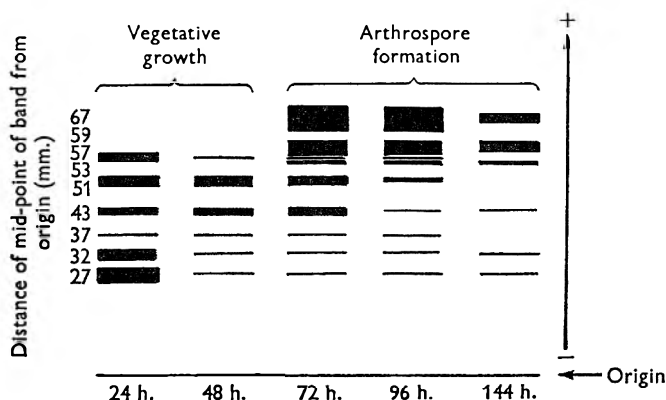 Vegetative
growth
Arthrospore
formation
+
Distance of mid-point of band from
origin (mm.)
67
59
57
53
51
43
37
32
27
−
Origin
24 h. 48 h. 72 h. 96 h. 144 h.